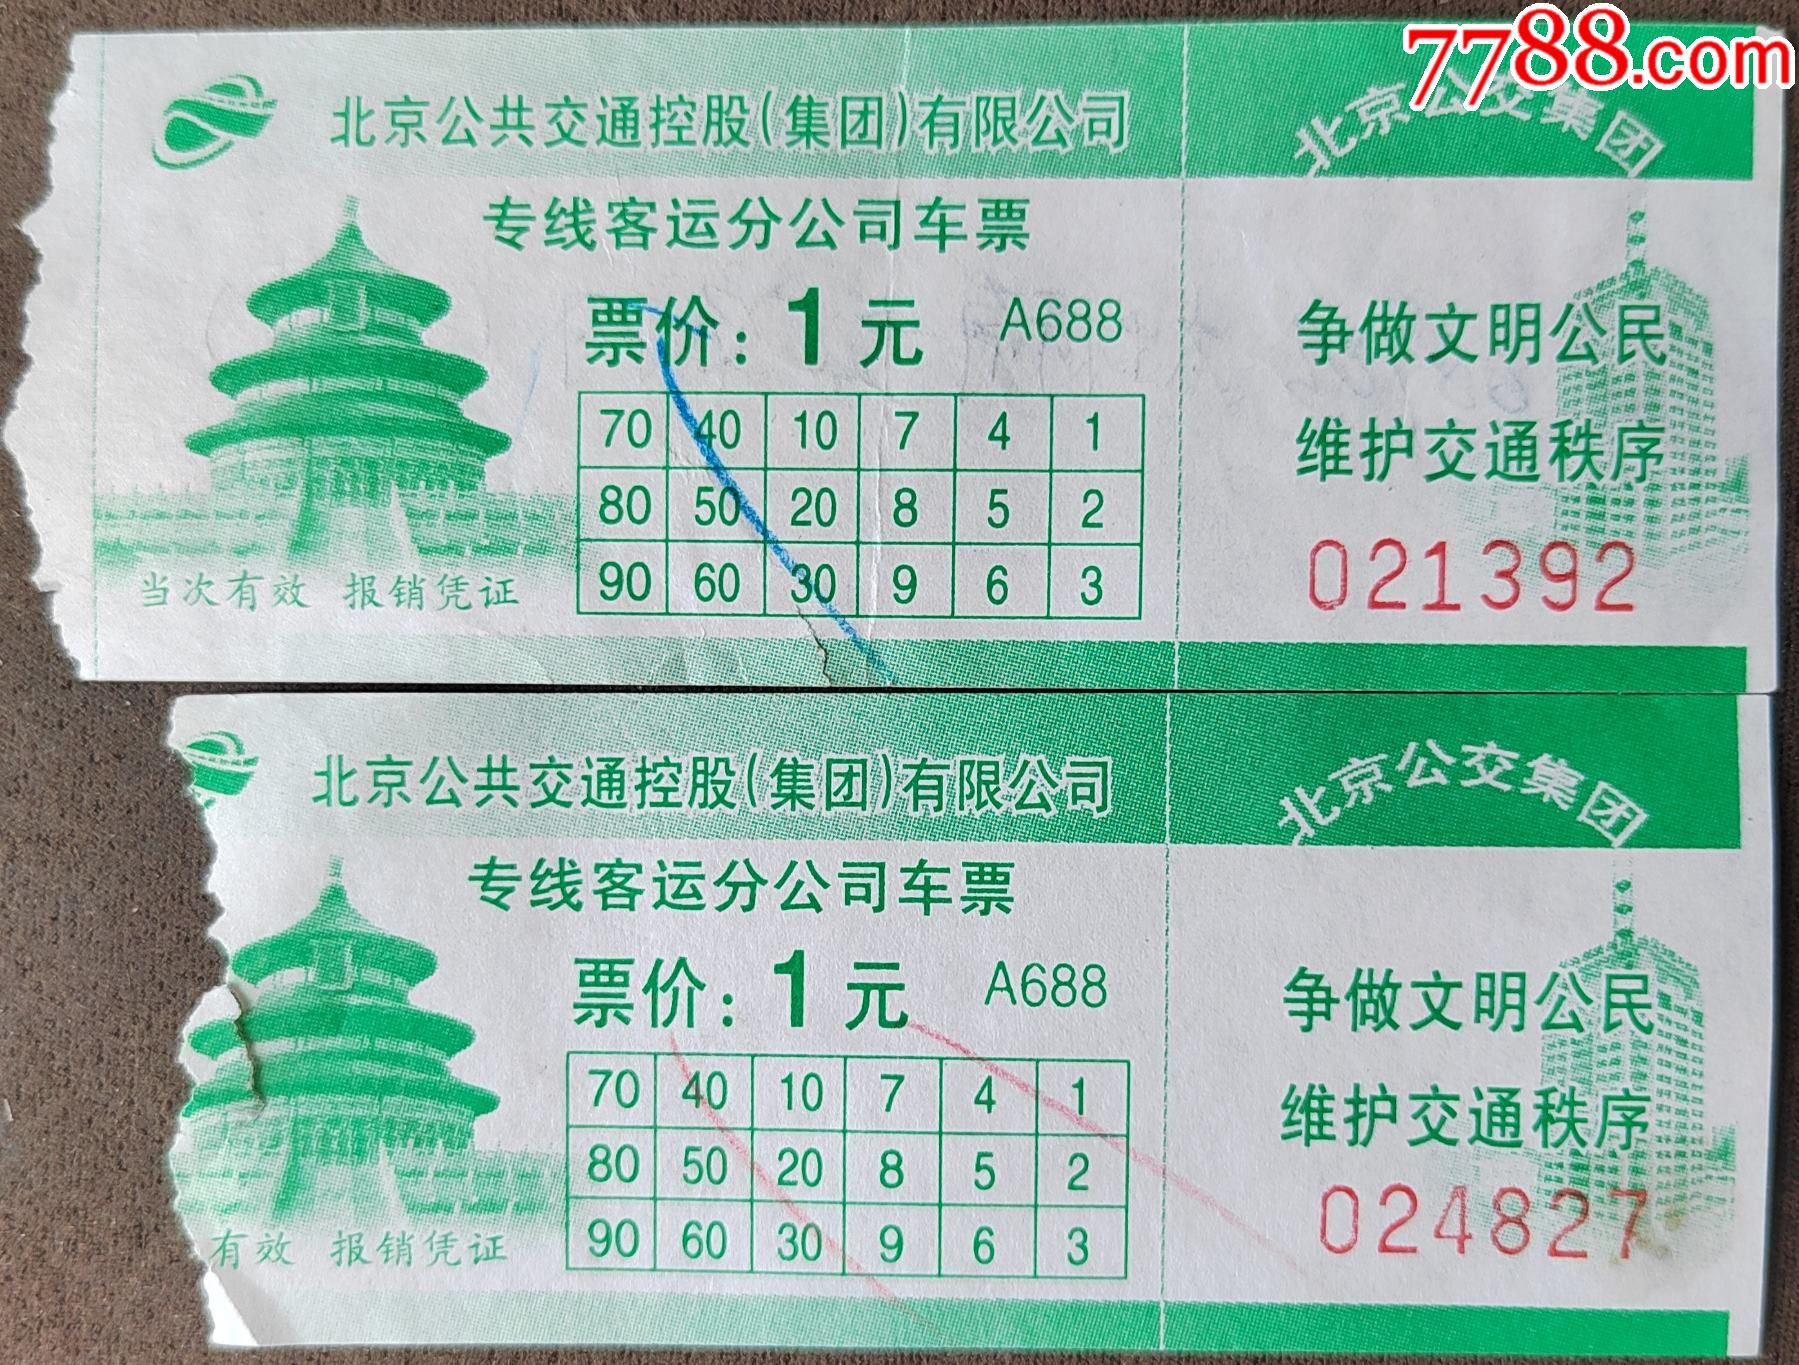 7788.com
北京公共交通控股(集团)有限公司
北京公交集团
专线客运分公司车票
票价：1元 A688
70 40 10 7 4 1
80 50 20 8 5 2
90 60 30 9 6 3
当次有效 报销凭证
争做文明公民
维护交通秩序
021392
北京公共交通控股(集团)有限公司
北京公交集团
专线客运分公司车票
票价：1元 A688
70 40 10 7 4 1
80 50 20 8 5 2
90 60 30 9 6 3
有效 报销凭证
争做文明公民
维护交通秩序
024827